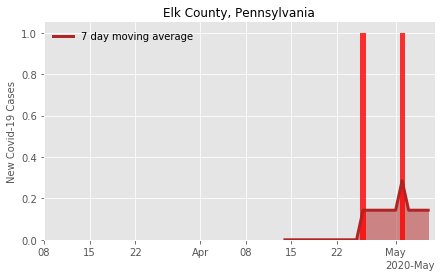 Elk County, Pennsylvania
7 day moving average
New Covid-19 Cases
1.0
0.8
0.6
0.4
0.2
0.0
08 15 22 Apr 08 15 22 May
2020-May